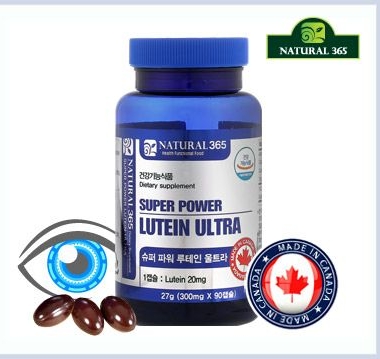 NATURAL 365
NATURAL365
Health Functional Food
건강기능식품
Dietary supplement
SUPER POWER
LUTEIN ULTRA
슈퍼 파워 루테인 울트라
1캡슐 : Lutein 20mg
27g (300mg X 90캡슐)
NATURAL365
MADE IN CANADA
MADE IN CANADA